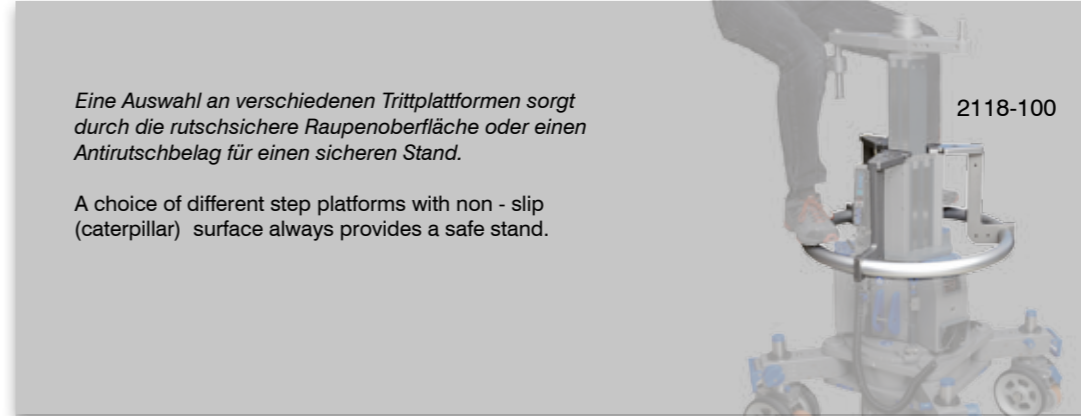 Eine Auswahl an verschiedenen Trittplattformen sorgt
durch die rutschsichere Raupenoberfläche oder einen
Antirutschbelag für einen sicheren Stand.
A choice of different step platforms with non - slip
(caterpillar)  surface always provides a safe stand.
2118-100